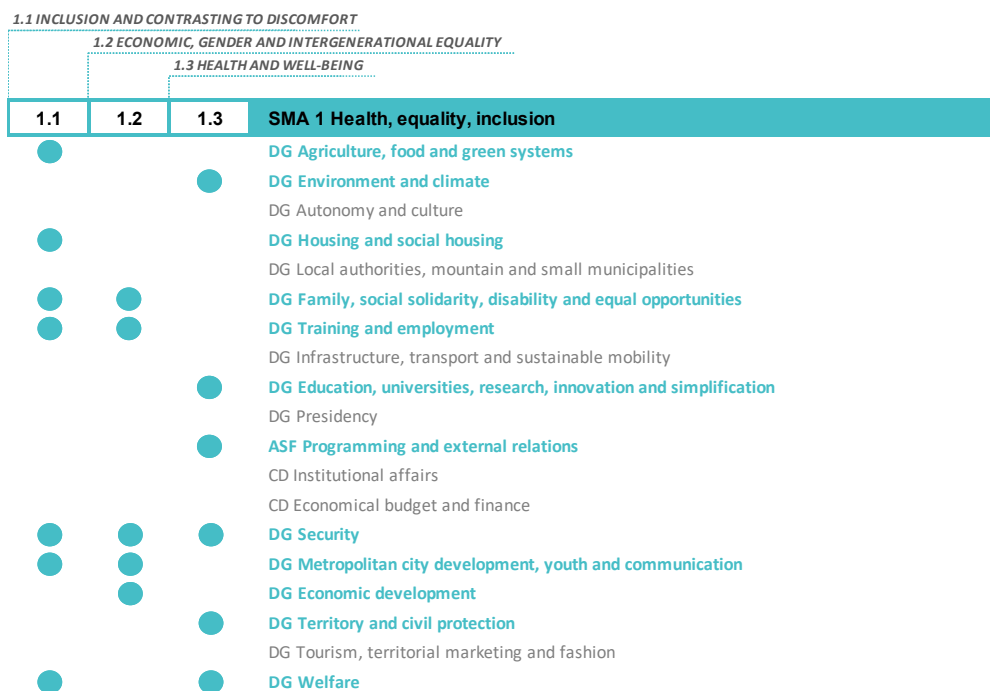 1.1 INCLUSION AND CONTRASTING TO DISCOMFORT
1.2 ECONOMIC, GENDER AND INTERGENERATIONAL EQUALITY
1.3 HEALTH AND WELL-BEING
1.1 1.2 1.3 SMA 1 Health, equality, inclusion
DG Agriculture, food and green systems
DG Environment and climate
DG Autonomy and culture
DG Housing and social housing
DG Local authorities, mountain and small municipalities
DG Family, social solidarity, disability and equal opportunities
DG Training and employment
DG Infrastructure, transport and sustainable mobility
DG Education, universities, research, innovation and simplification
DG Presidency
ASF Programming and external relations
CD Institutional affairs
CD Economical budget and finance
DG Security
DG Metropolitan city development, youth and communication
DG Economic development
DG Territory and civil protection
DG Tourism, territorial marketing and fashion
DG Welfare